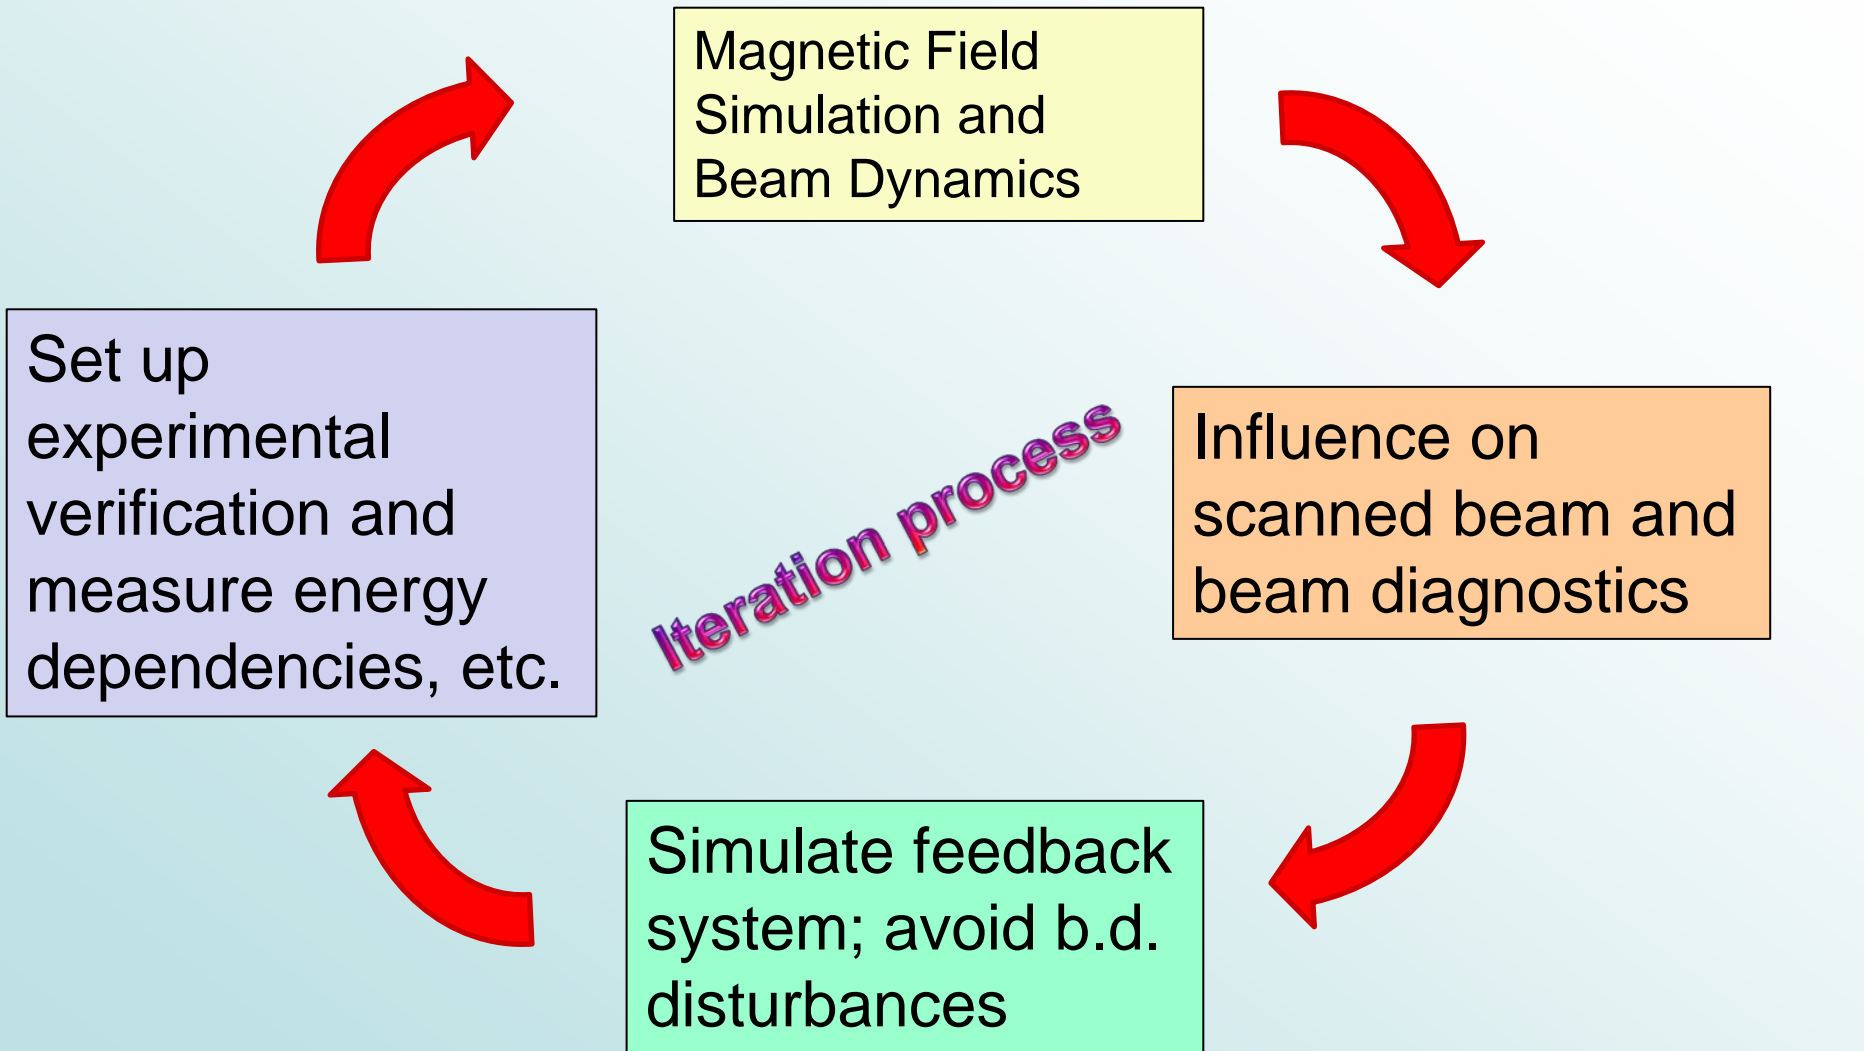 Magnetic Field
Simulation and
Beam Dynamics
Influence on
scanned beam and
beam diagnostics
Simulate feedback
system; avoid b.d.
disturbances
Set up
experimental
verification and
measure energy
dependencies, etc.
Iteration process